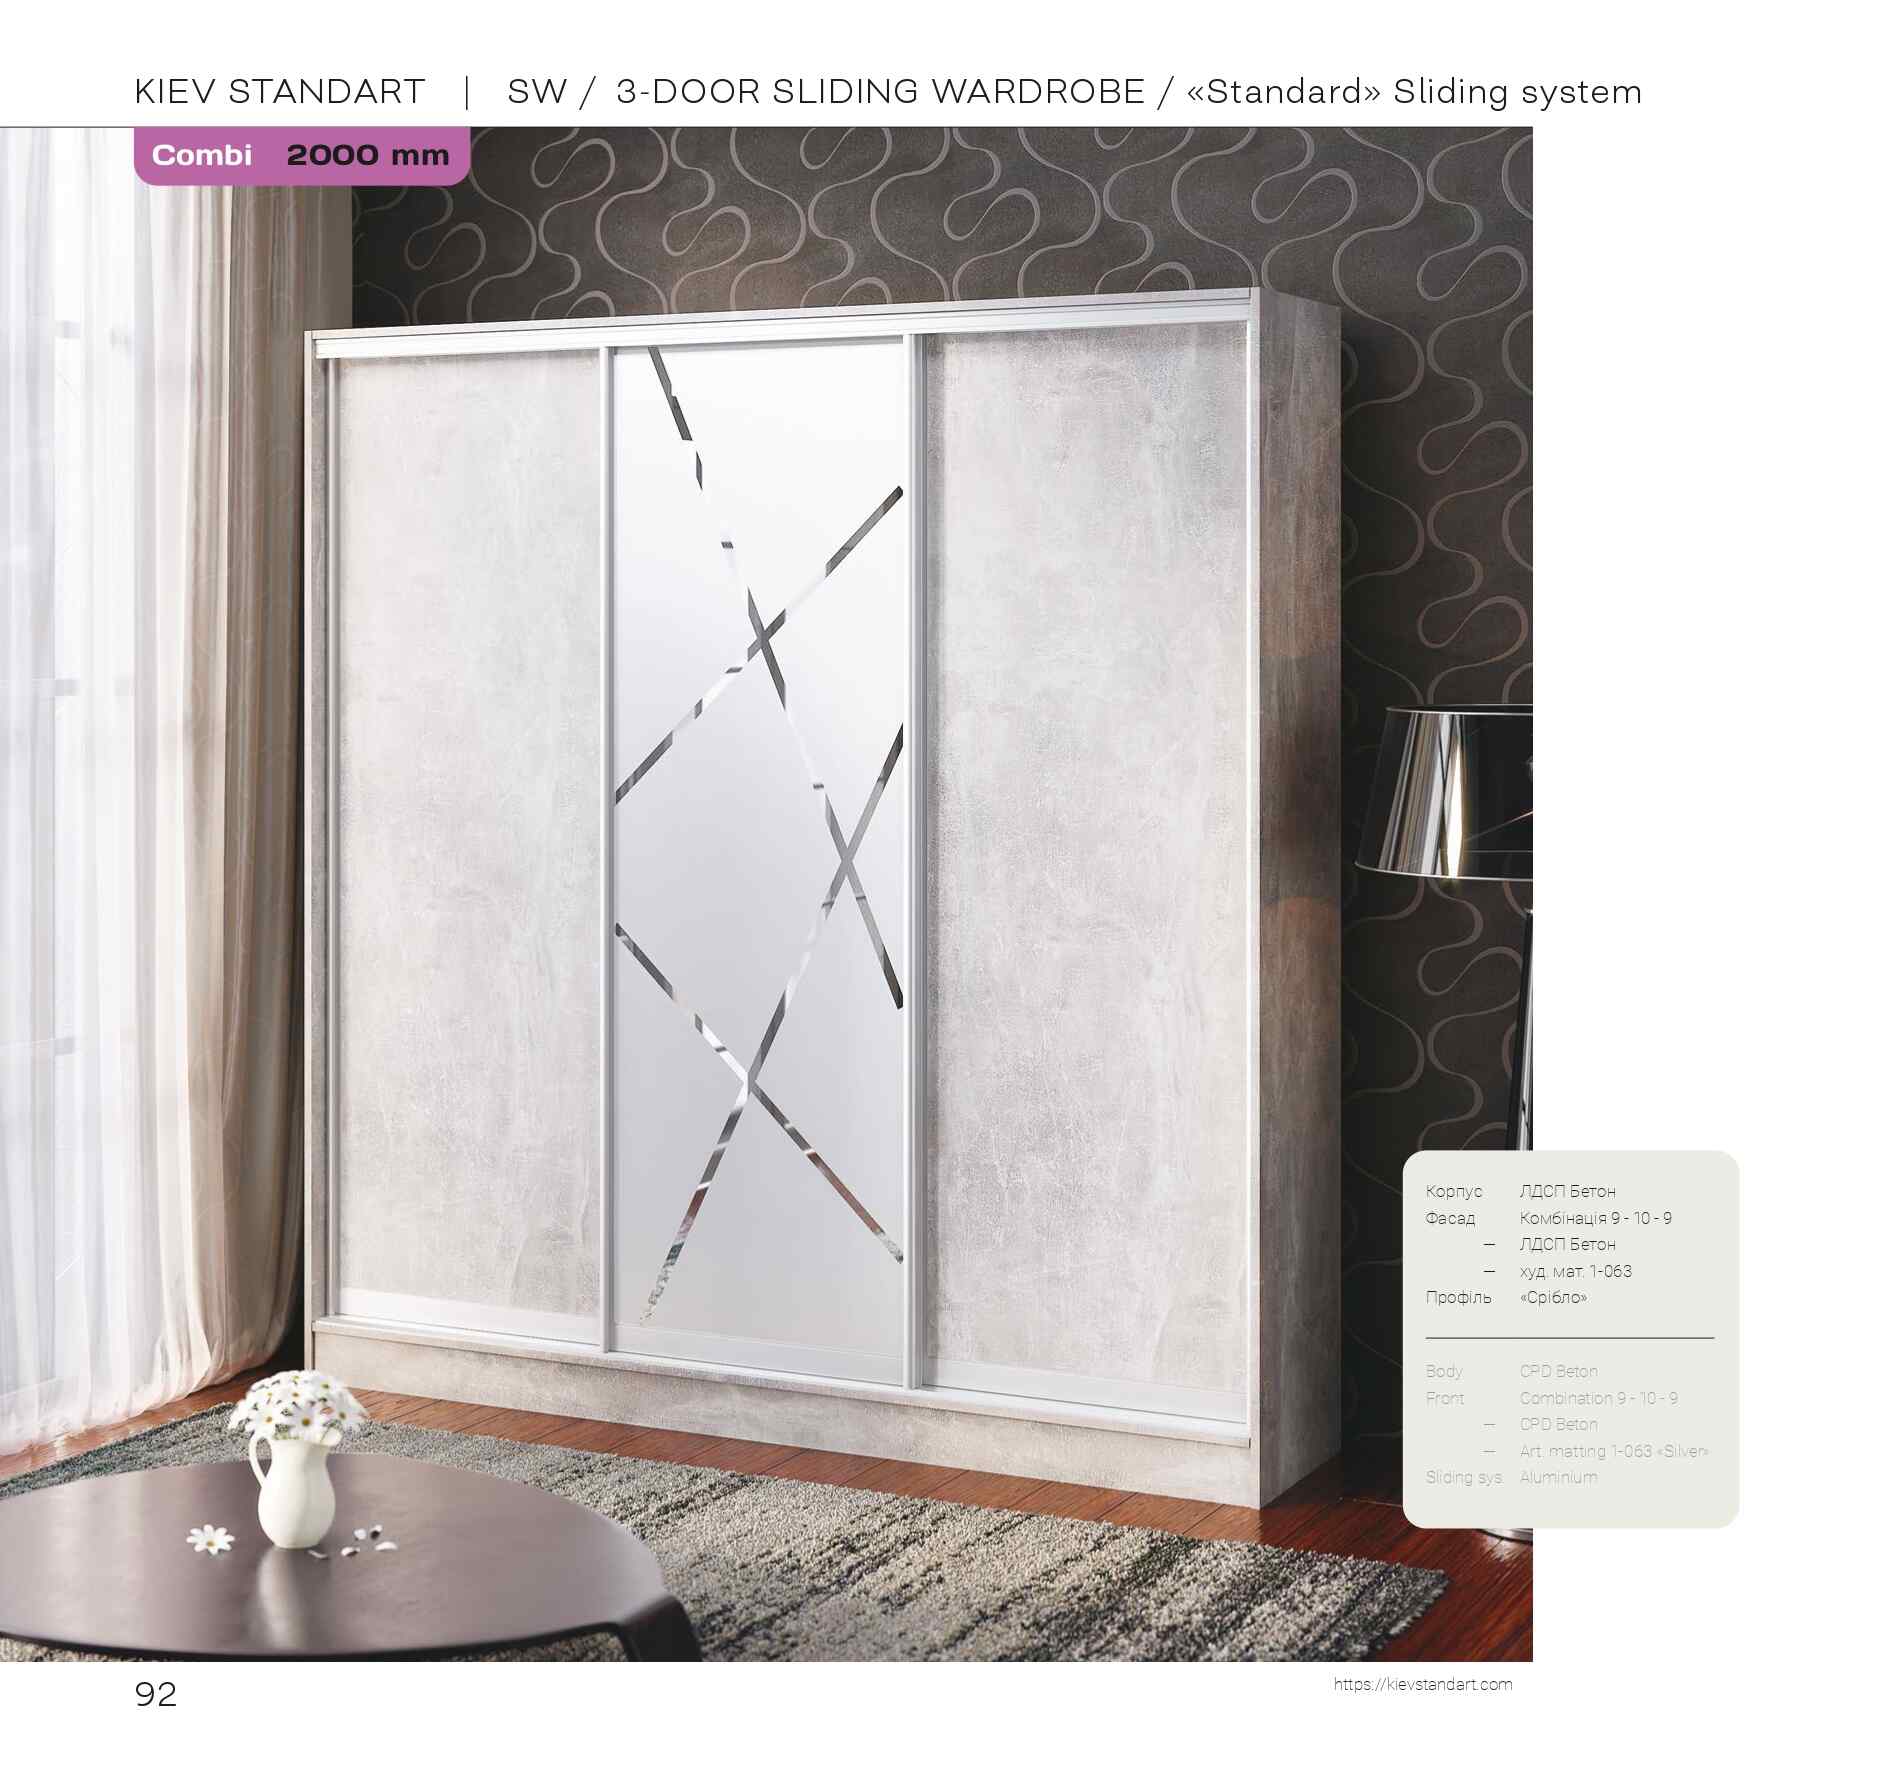 KIEV STANDART | SW / 3-DOOR SLIDING WARDROBE / «Standard» Sliding system
Combi 2000 mm
Корпус ЛДСП Бетон
Фасад Комбінація 9 - 10 - 9
— ЛДСП Бетон
— худ. мат. 1-063
Профіль «Срібло»
Body CPD Beton
Front Combination 9 - 10 - 9
— CPD Beton
— Art. matting 1-063 «Silver»
Sliding sys. Aluminium
92
https://kievstandart.com